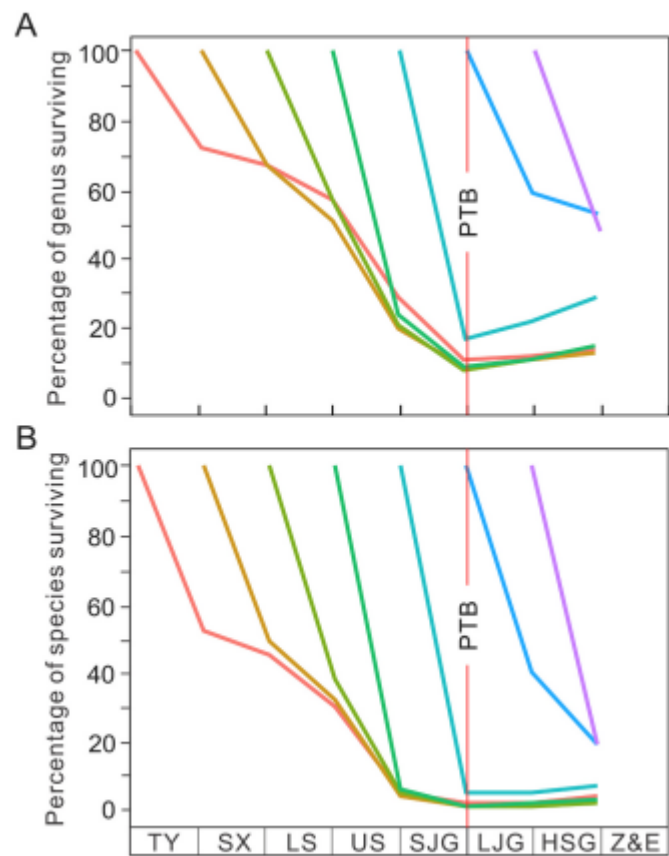 A
Percentage of genus surviving
100
80
60
40
20
0
PTB
B
Percentage of species surviving
100
80
60
40
20
0
PTB
TY SX LS US SJG LJG HSG Z&E